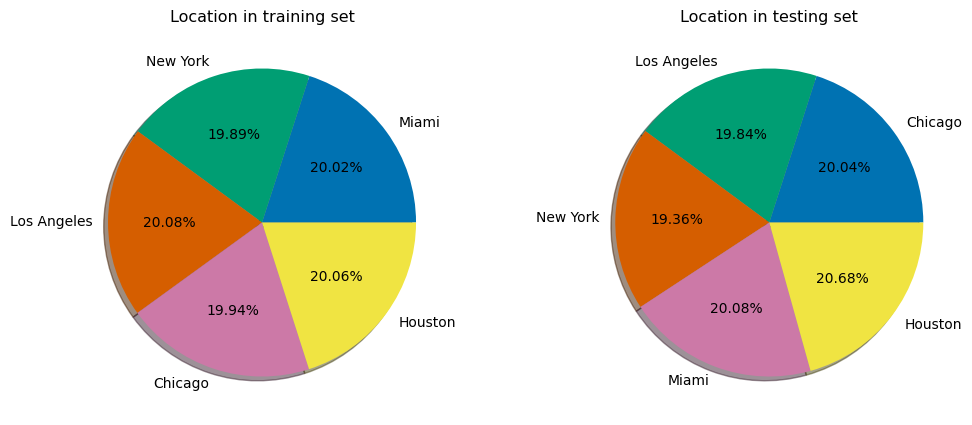 Location in training set
New York
Miami
19.89%
20.02%
Los Angeles
20.08%
20.06%
19.94%
Houston
Chicago
Location in testing set
Los Angeles
Chicago
19.84%
20.04%
New York
19.36%
20.68%
20.08%
Houston
Miami